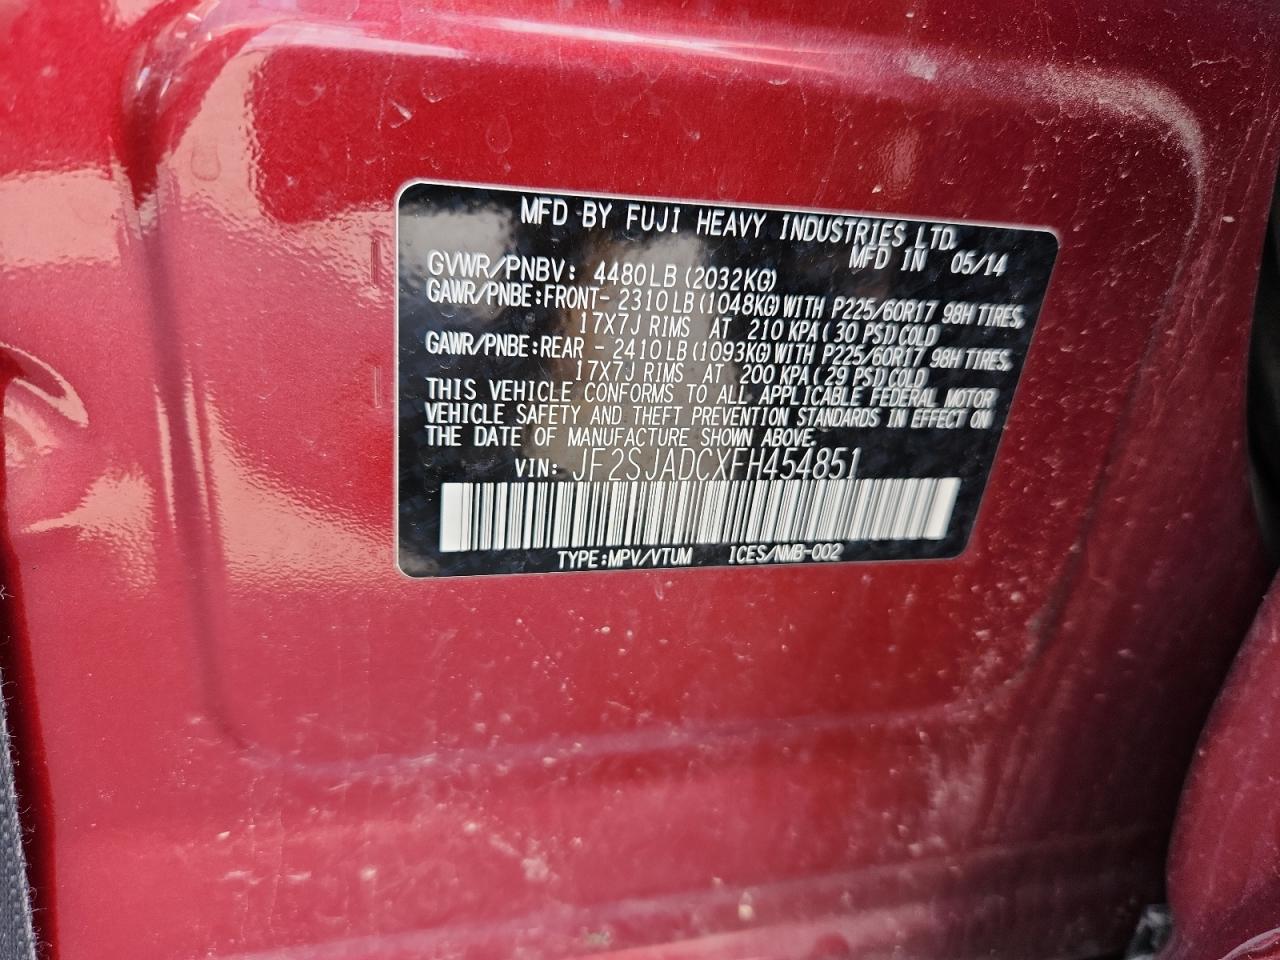 MFD BY FUJI HEAVY INDUSTRIES LTD.
MFD IN 05/14
GVWR/PNBV: 4480LB (2032KG)
GAWR/PNBE:FRONT- 2310LB (1048KG) WITH P225/60R17 98H TIRES,
17X7J RIMS AT 210 KPA ( 30 PSI) COLD
GAWR/PNBE:REAR - 2410LB (1093KG) WITH P225/60R17 98H TIRES,
17X7J RIMS AT 200 KPA ( 29 PSI) COLD
THIS VEHICLE CONFORMS TO ALL APPLICABLE FEDERAL MOTOR
VEHICLE SAFETY AND THEFT PREVENTION STANDARDS IN EFFECT ON
THE DATE OF MANUFACTURE SHOWN ABOVE.
VIN: JF2SJADCXFH454851
TYPE:MPV/VTUM ICES/NMB-002